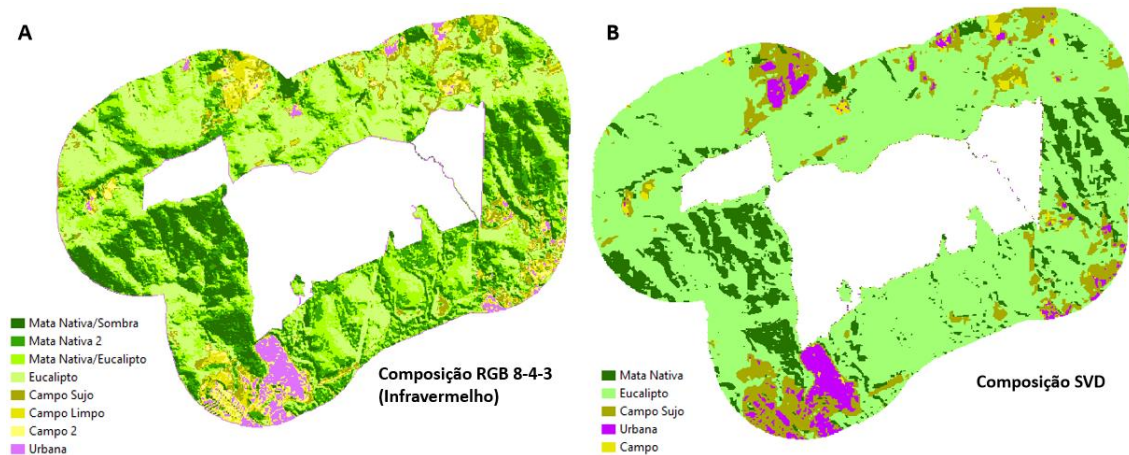 A
Mata Nativa/Sombra
Mata Nativa 2
Mata Nativa/Eucalipto
Eucalipto
Campo Sujo
Campo Limpo
Campo 2
Urbana
Composição RGB 8-4-3
(Infravermelho)
B
Mata Nativa
Eucalipto
Campo Sujo
Urbana
Campo
Composição SVD